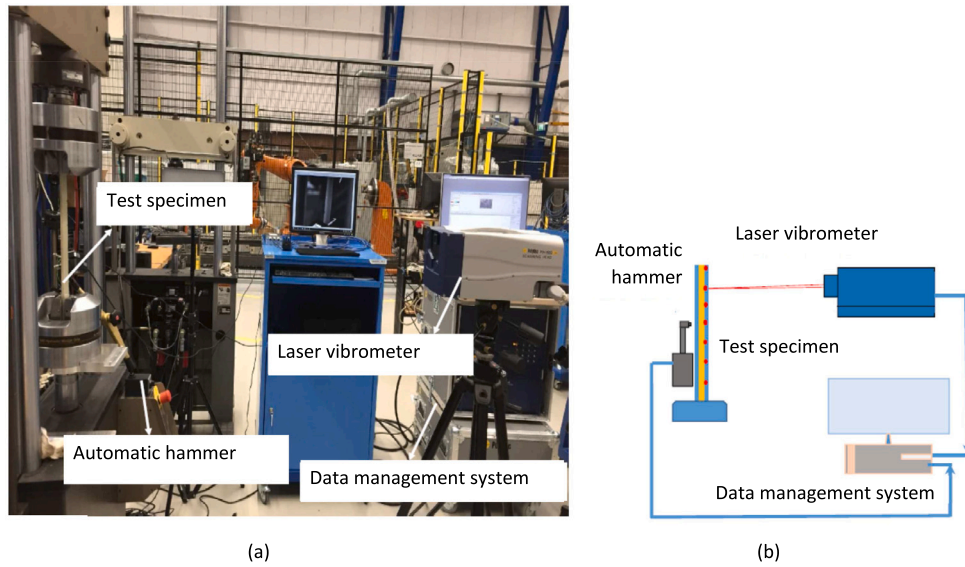 Test specimen
Laser vibrometer
Automatic hammer
Data management system
(a)
Laser vibrometer
Automatic
hammer
Test specimen
Data management system
(b)